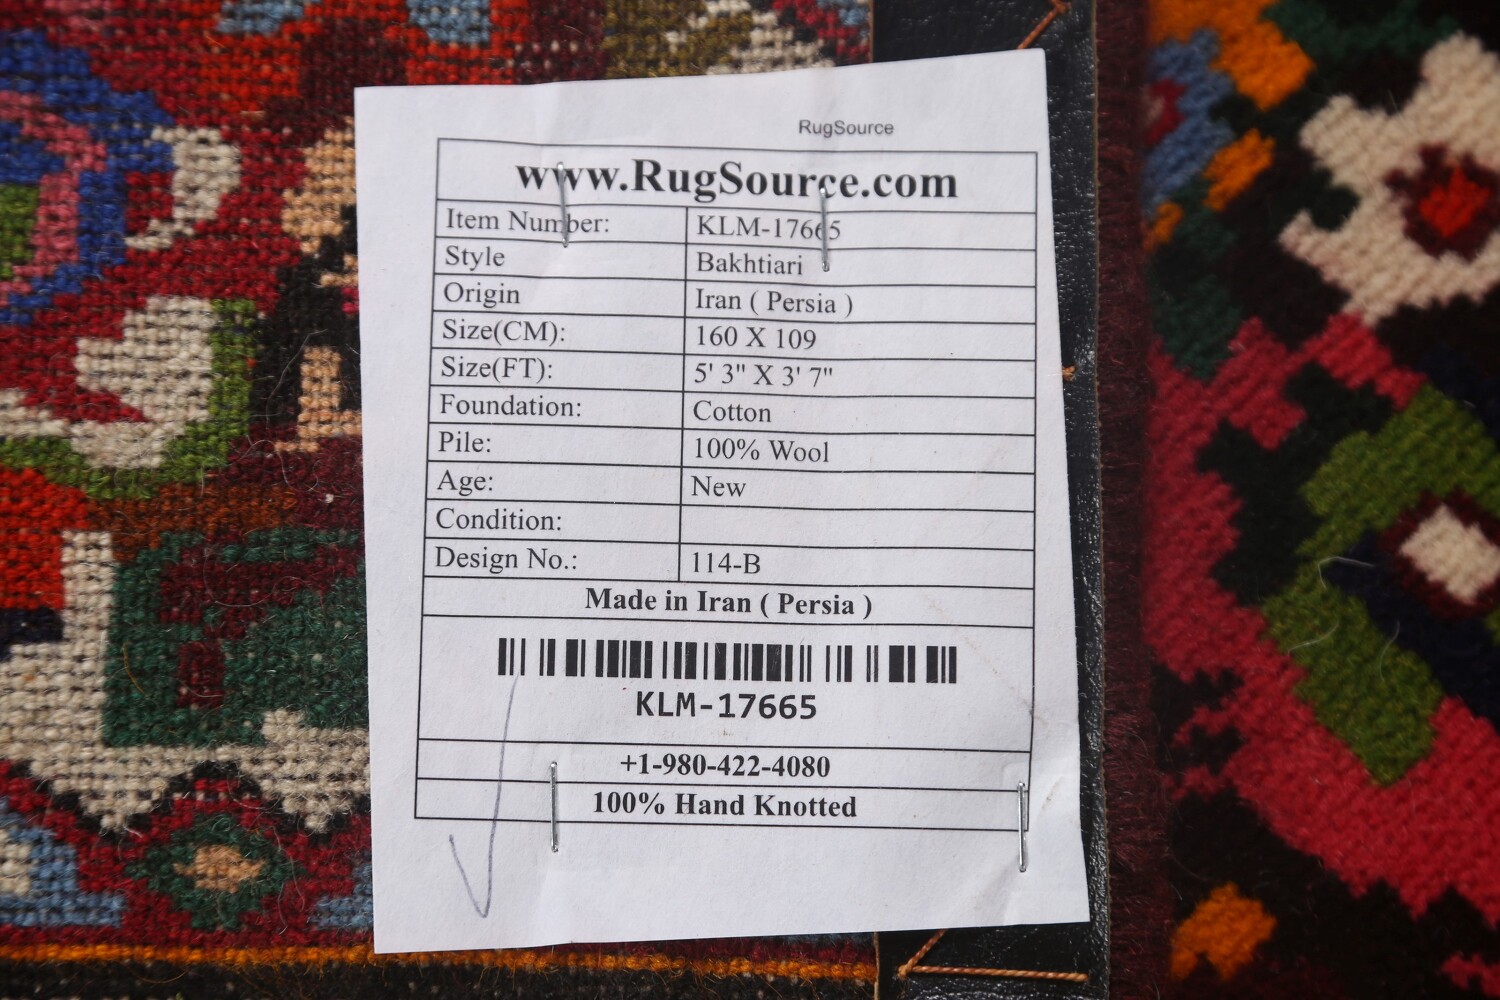 RugSource
www.RugSource.com
Item Number: KLM-17665
Style Bakhtiari
Origin Iran ( Persia )
Size(CM): 160 X 109
Size(FT): 5' 3" X 3' 7"
Foundation: Cotton
Pile: 100% Wool
Age: New
Condition:
Design No.: 114-B
Made in Iran ( Persia )
KLM-17665
+1-980-422-4080
100% Hand Knotted